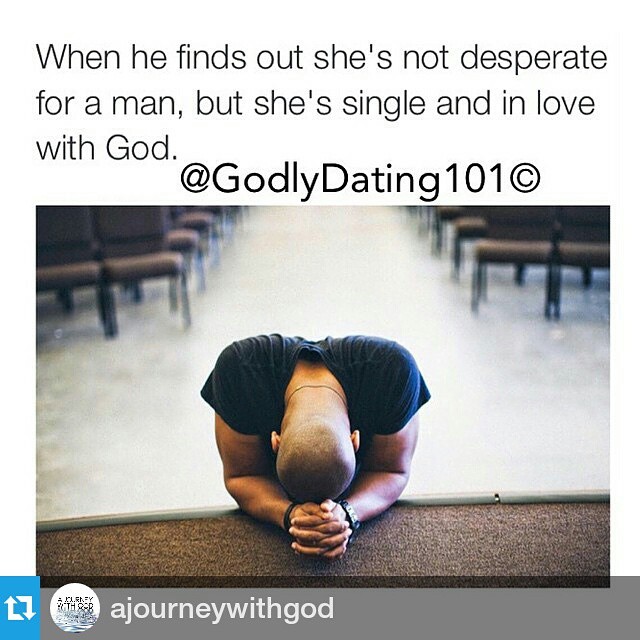 When he finds out she's not desperate
for a man, but she's single and in love
with God.
@GodlyDating101©
A JOURNEY
WITH GOD
ajourneywithgod